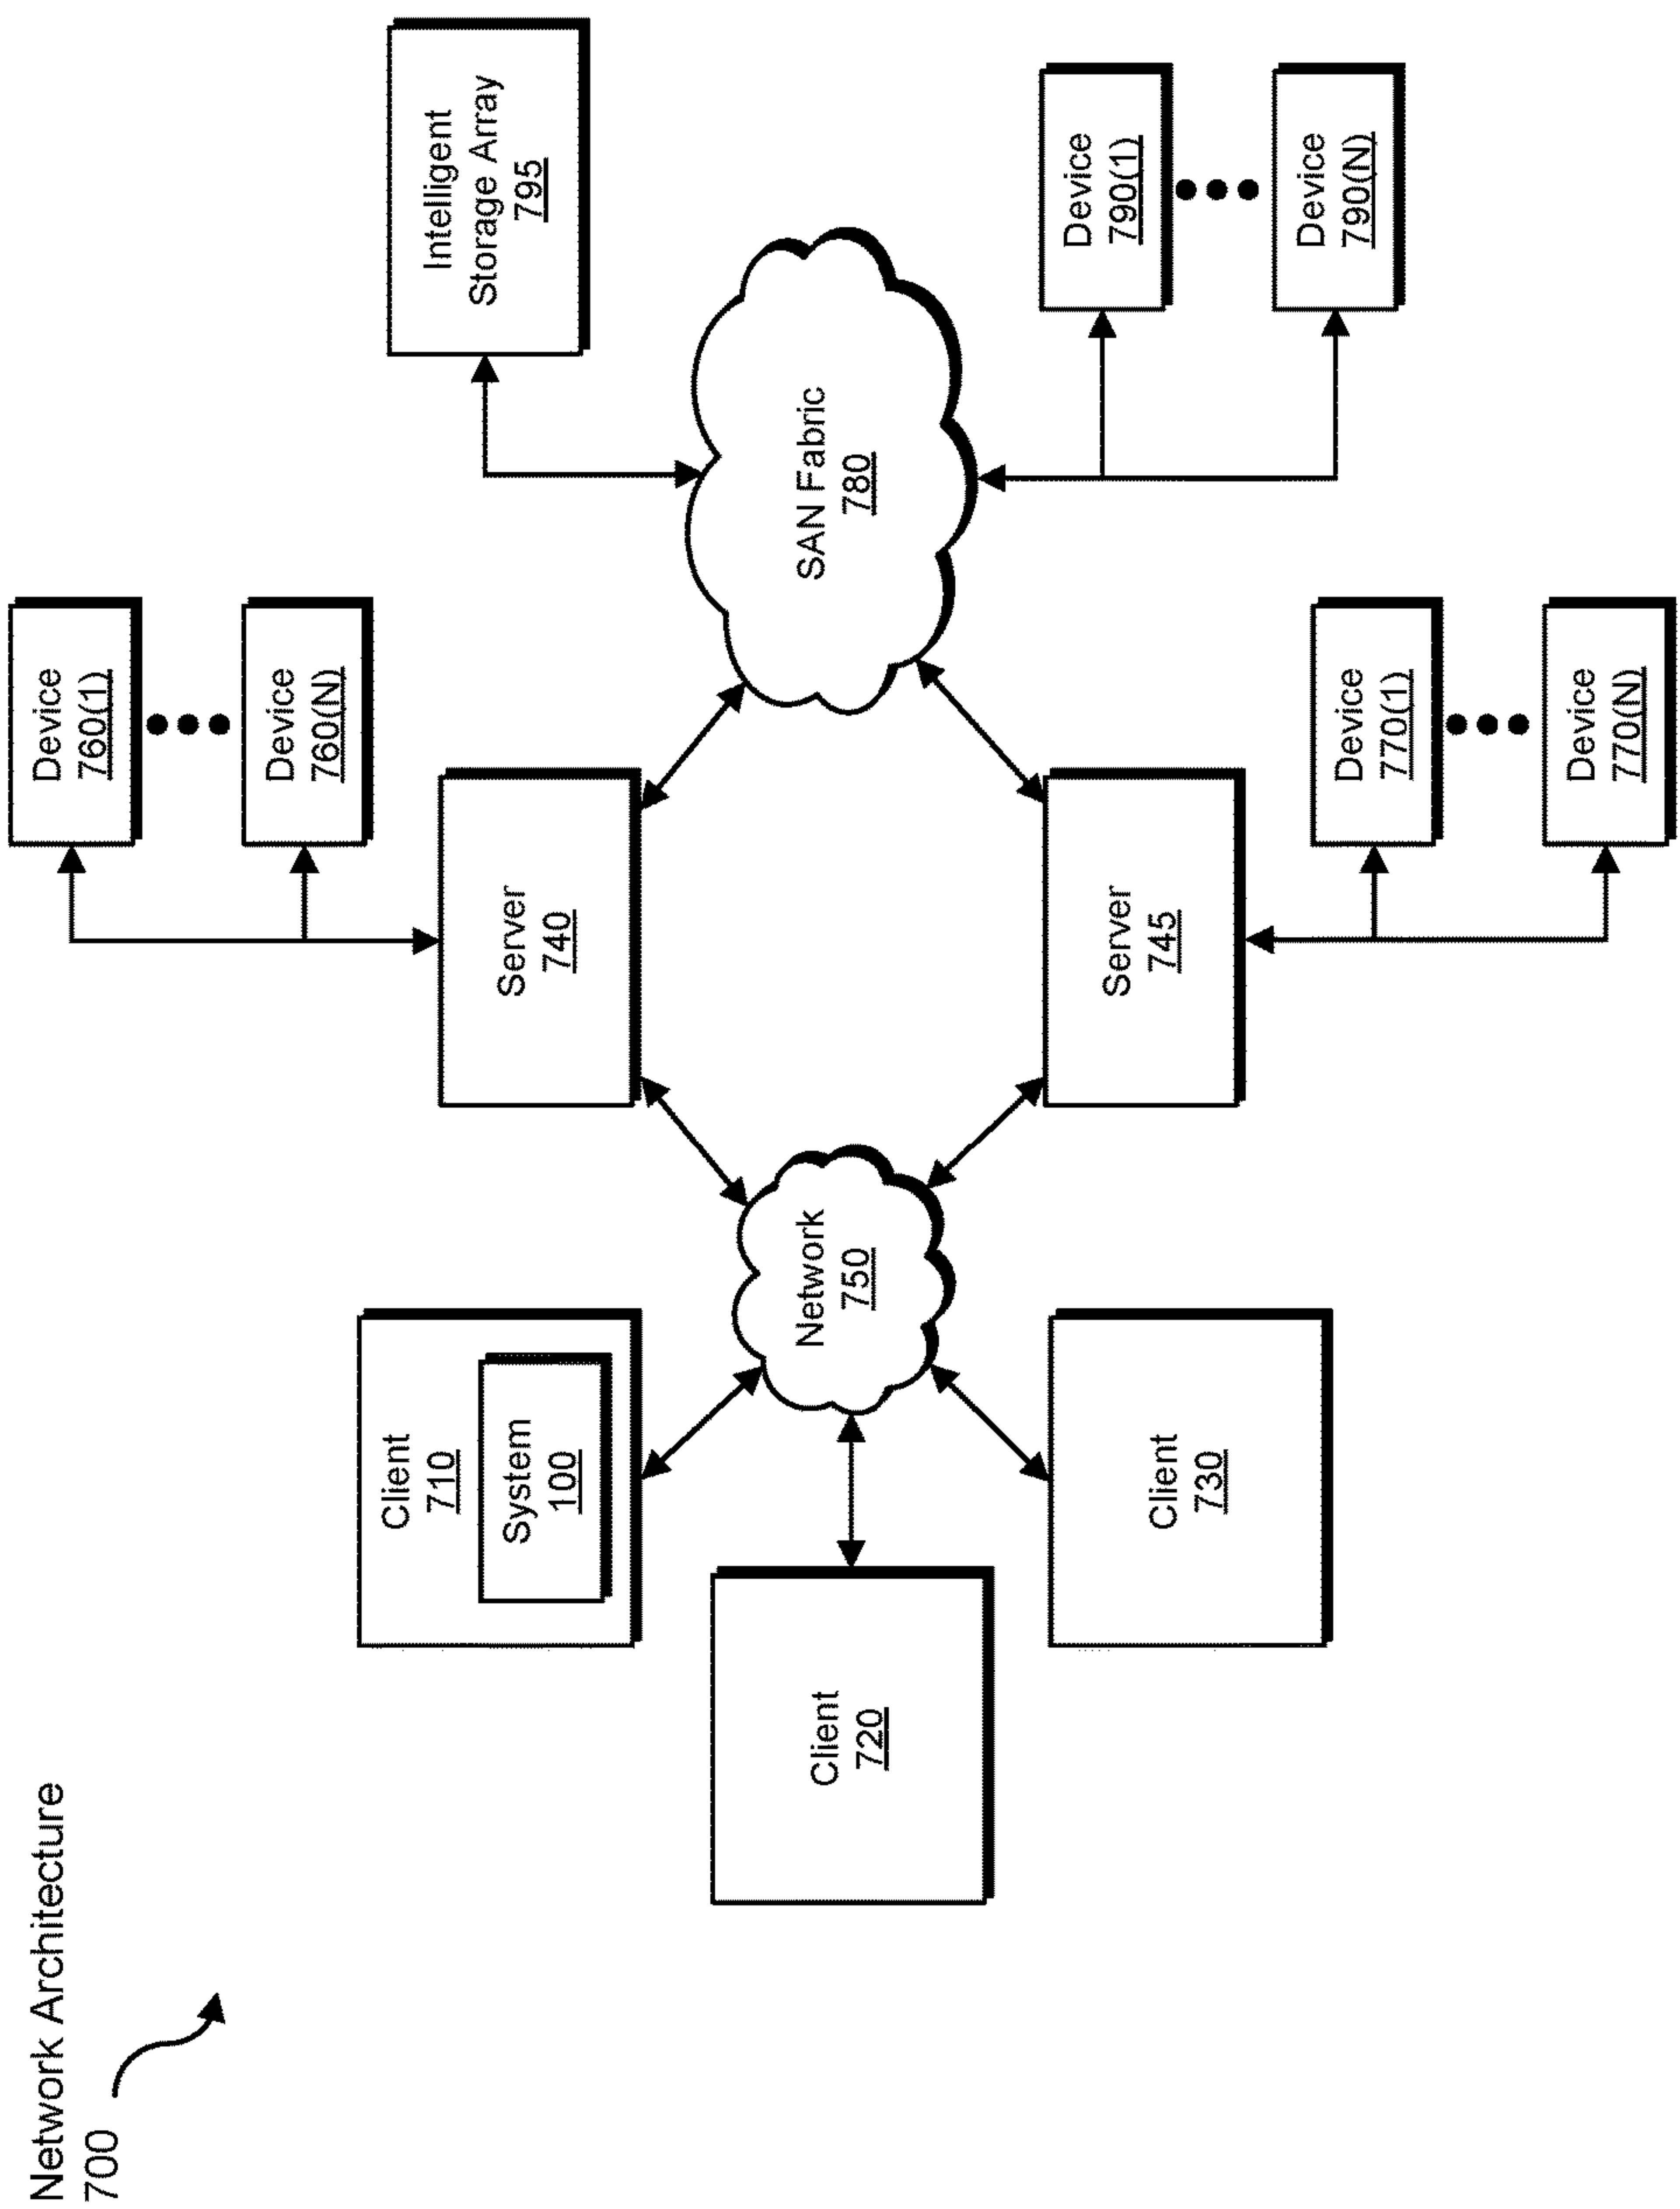 Network Architecture
700
Client
710
System
100
Client
720
Client
730
Network
750
Server
740
Server
745
Device
760(1)
Device
760(N)
Device
770(1)
Device
770(N)
SAN Fabric
780
Intelligent
Storage Array
795
Device
790(1)
Device
790(N)